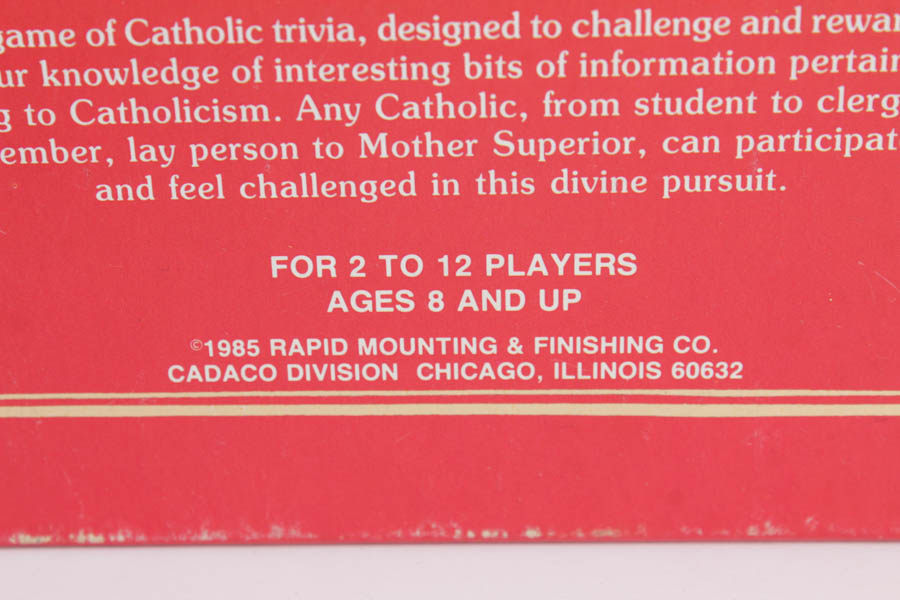 game of Catholic trivia, designed to challenge and rewar
ur knowledge of interesting bits of information pertain
g to Catholicism. Any Catholic, from student to clerg
ember, lay person to Mother Superior, can participate
and feel challenged in this divine pursuit.
FOR 2 TO 12 PLAYERS
AGES 8 AND UP
©1985 RAPID MOUNTING & FINISHING CO.
CADACO DIVISION CHICAGO, ILLINOIS 60632